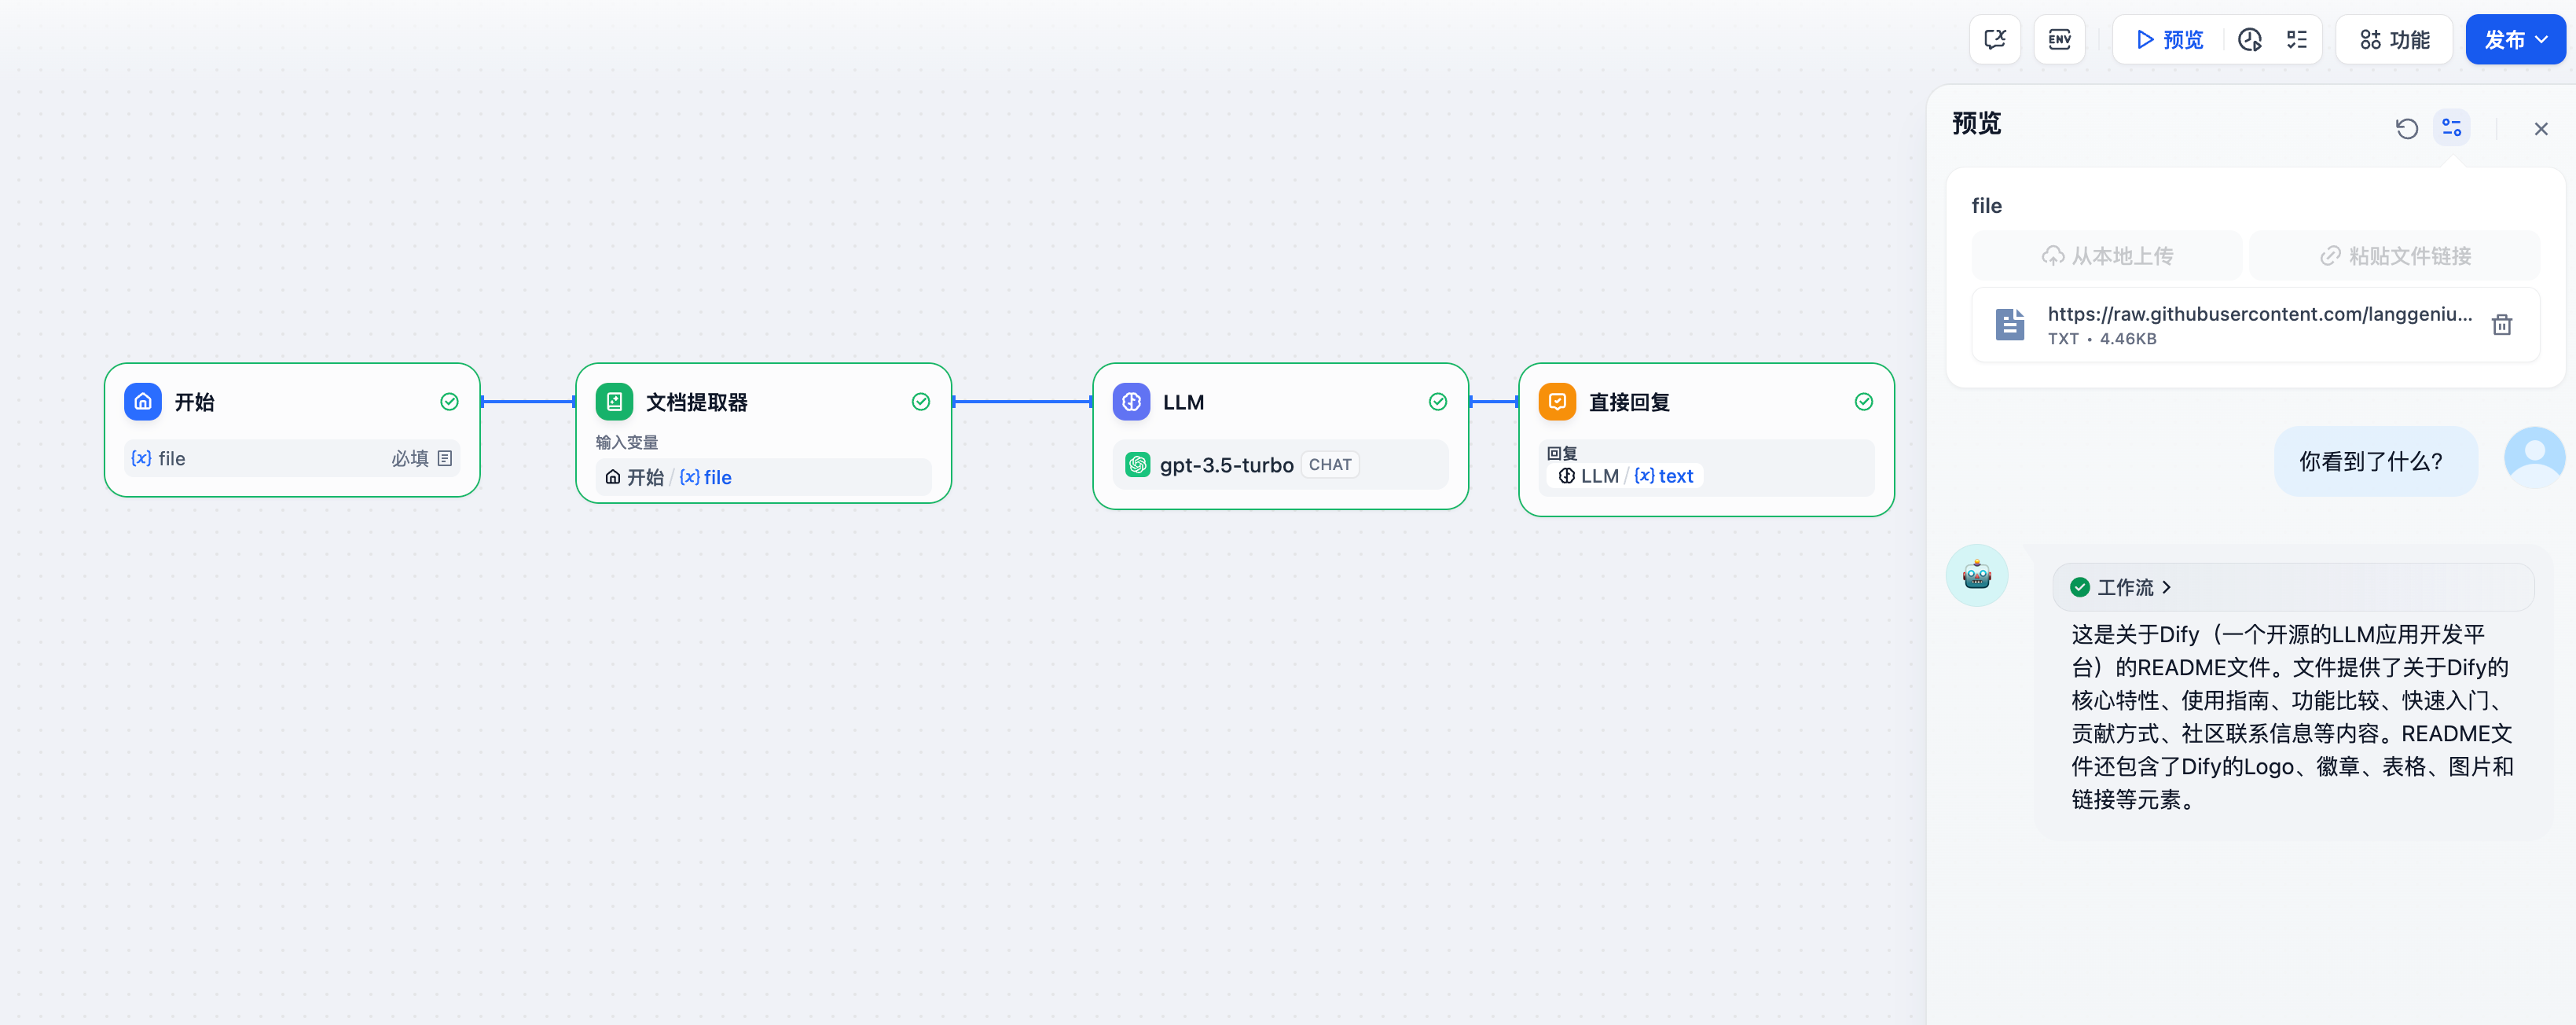 ENV
预览
功能
发布
预览
file
从本地上传
粘贴文件链接
https://raw.githubusercontent.com/langgeniu...
TXT • 4.46KB
开始
{x} file 必填
文档提取器
输入变量
开始 / {x} file
LLM
gpt-3.5-turbo CHAT
直接回复
回复
LLM / {x} text
你看到了什么?
工作流
这是关于Dify（一个开源的LLM应用开发平
台）的README文件。文件提供了关于Dify的
核心特性、使用指南、功能比较、快速入门、
贡献方式、社区联系信息等内容。README文
件还包含了Dify的Logo、徽章、表格、图片和
链接等元素。